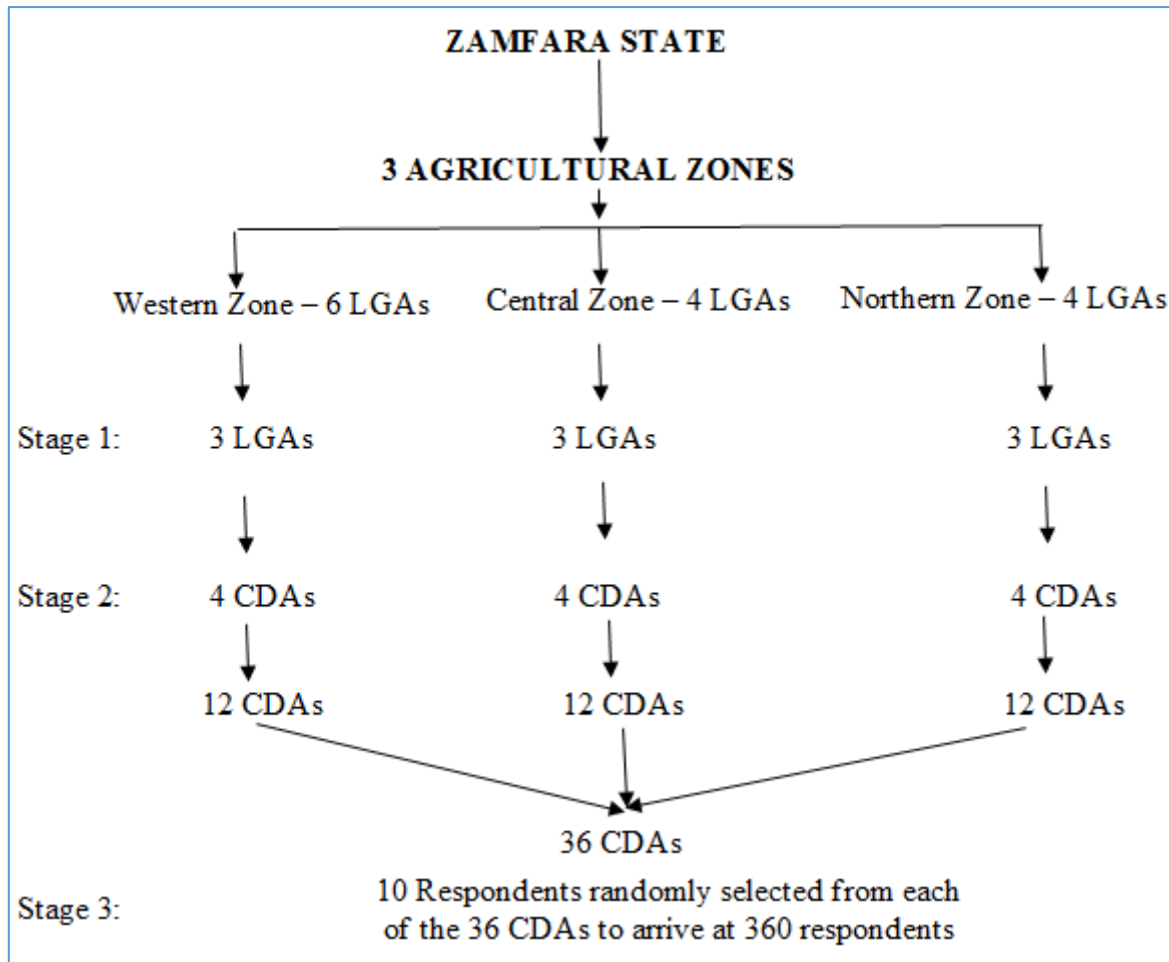 ZAMFARA STATE
3 AGRICULTURAL ZONES
Western Zone – 6 LGAs
Central Zone – 4 LGAs
Northern Zone – 4 LGAs
Stage 1:
3 LGAs
3 LGAs
3 LGAs
Stage 2:
4 CDAs
4 CDAs
4 CDAs
12 CDAs
12 CDAs
12 CDAs
36 CDAs
Stage 3:
10 Respondents randomly selected from each
of the 36 CDAs to arrive at 360 respondents